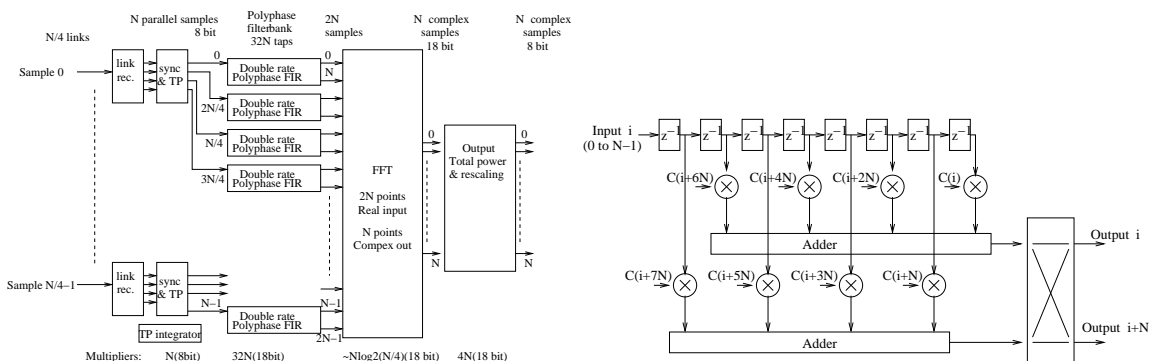 N/4 links
N parallel samples
8 bit
Polyphase
filterbank
32N taps
2N
samples
N complex
samples
18 bit
N complex
samples
8 bit
Sample 0
link
rec.
sync
& TP
0
2N/4
N/4
3N/4
Double rate
Polyphase FIR
Double rate
Polyphase FIR
Double rate
Polyphase FIR
Double rate
Polyphase FIR
0
N
FFT
2N points
Real input
N points
Compex out
0
N
Output
Total power
& rescaling
0
N
Sample N/4−1
link
rec.
sync
& TP
N−1
Double rate
Polyphase FIR
N−1
2N−1
TP integrator
Multipliers: N(8bit) 32N(18bit) ~Nlog2(N/4)(18 bit) 4N(18 bit)
Input i
(0 to N−1)
z−1 z−1 z−1 z−1 z−1 z−1 z−1 z−1
C(i+6N) C(i+4N) C(i+2N) C(i)
Adder
C(i+7N) C(i+5N) C(i+3N) C(i+N)
Adder
Output i
Output i+N